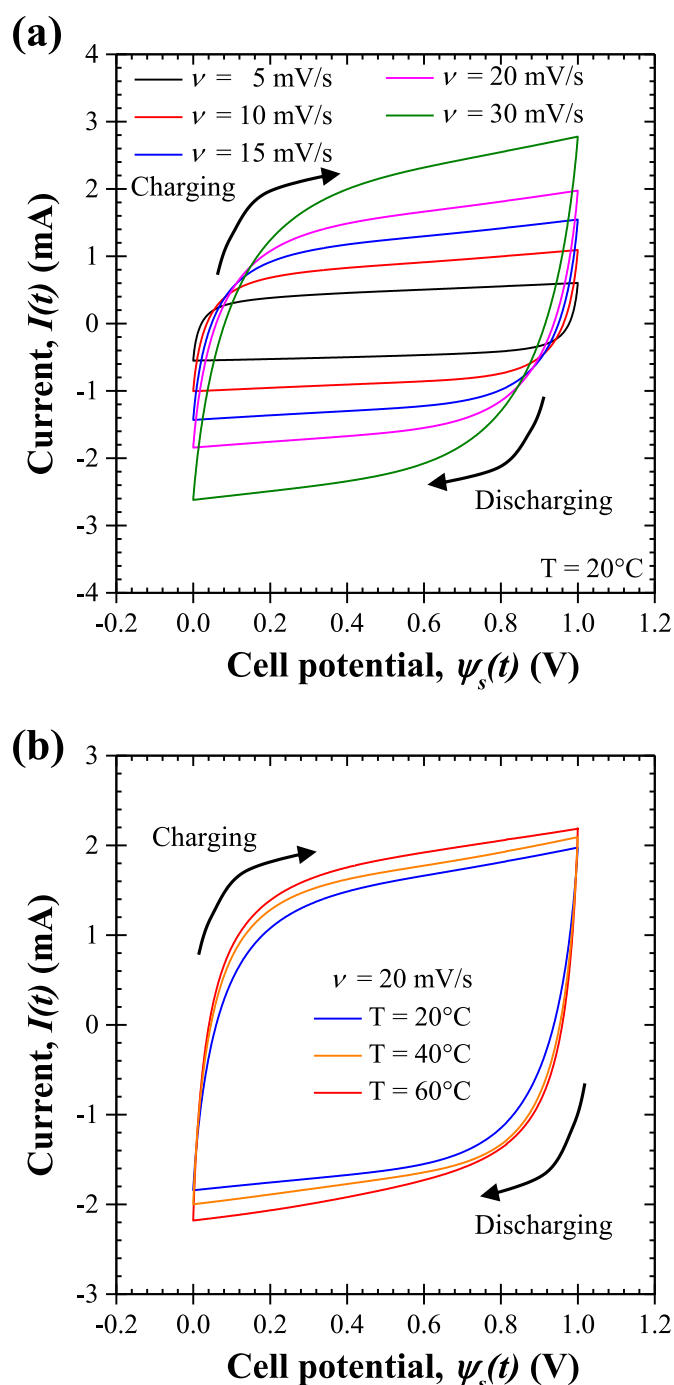 (a)
4
3
2
1
0
-1
-2
-3
-4
ν = 5 mV/s
ν = 10 mV/s
ν = 15 mV/s
ν = 20 mV/s
ν = 30 mV/s
Charging
Discharging
T = 20°C
-0.2 0.0 0.2 0.4 0.6 0.8 1.0 1.2
Current, I(t) (mA)
Cell potential, ψs(t) (V)
(b)
3
2
1
0
-1
-2
-3
Charging
ν = 20 mV/s
T = 20°C
T = 40°C
T = 60°C
Discharging
-0.2 0.0 0.2 0.4 0.6 0.8 1.0 1.2
Current, I(t) (mA)
Cell potential, ψs(t) (V)